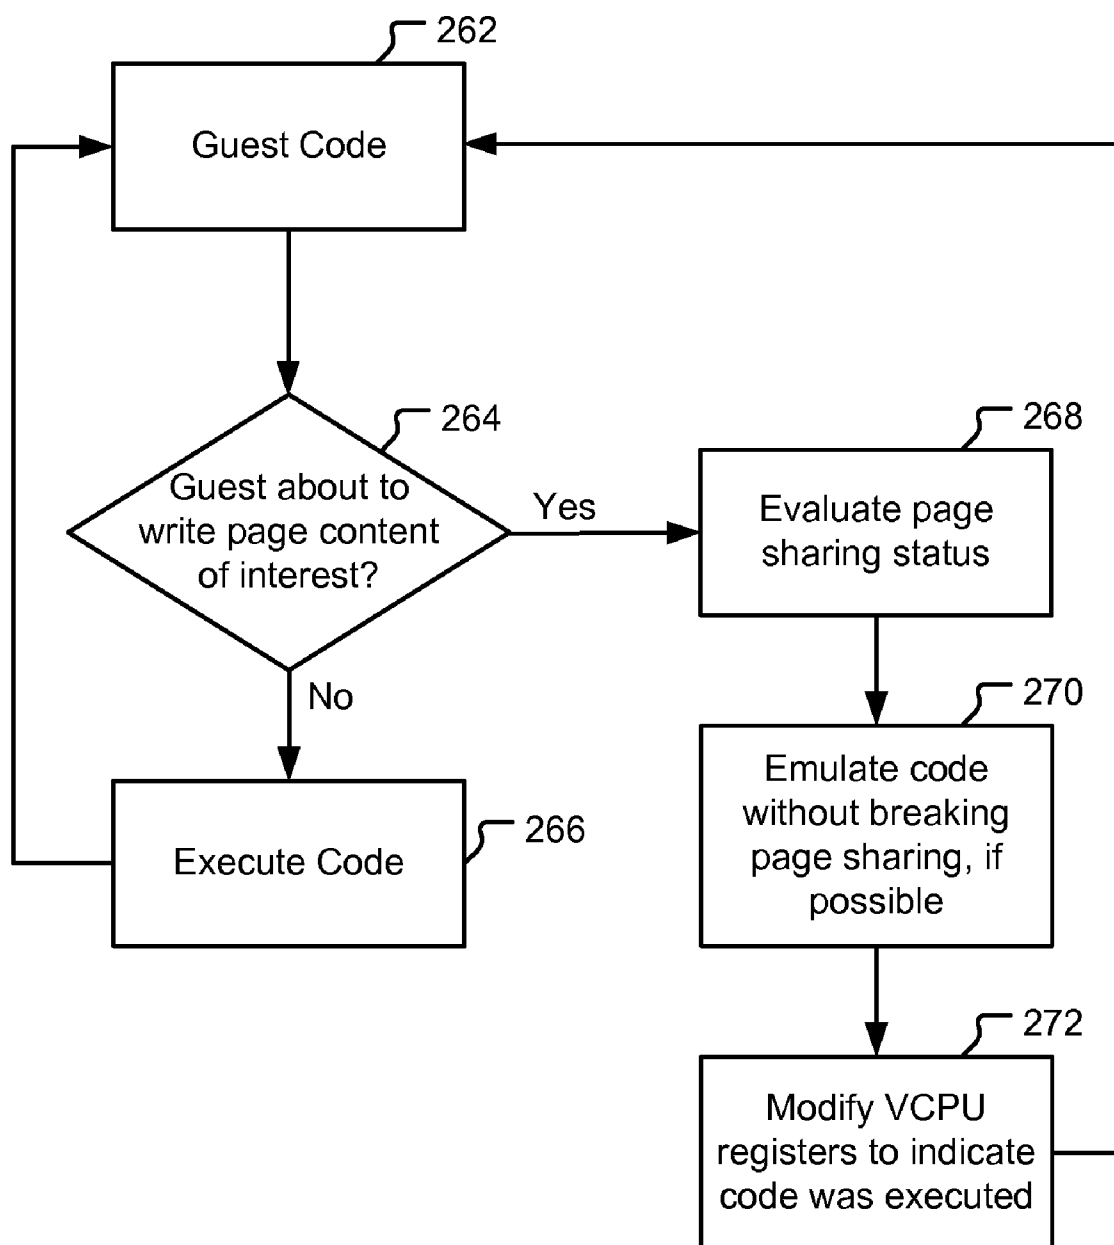 262
Guest Code
264
Guest about to
write page content
of interest?
Yes
268
Evaluate page
sharing status
No
270
Emulate code
without breaking
page sharing, if
possible
266
Execute Code
272
Modify VCPU
registers to indicate
code was executed